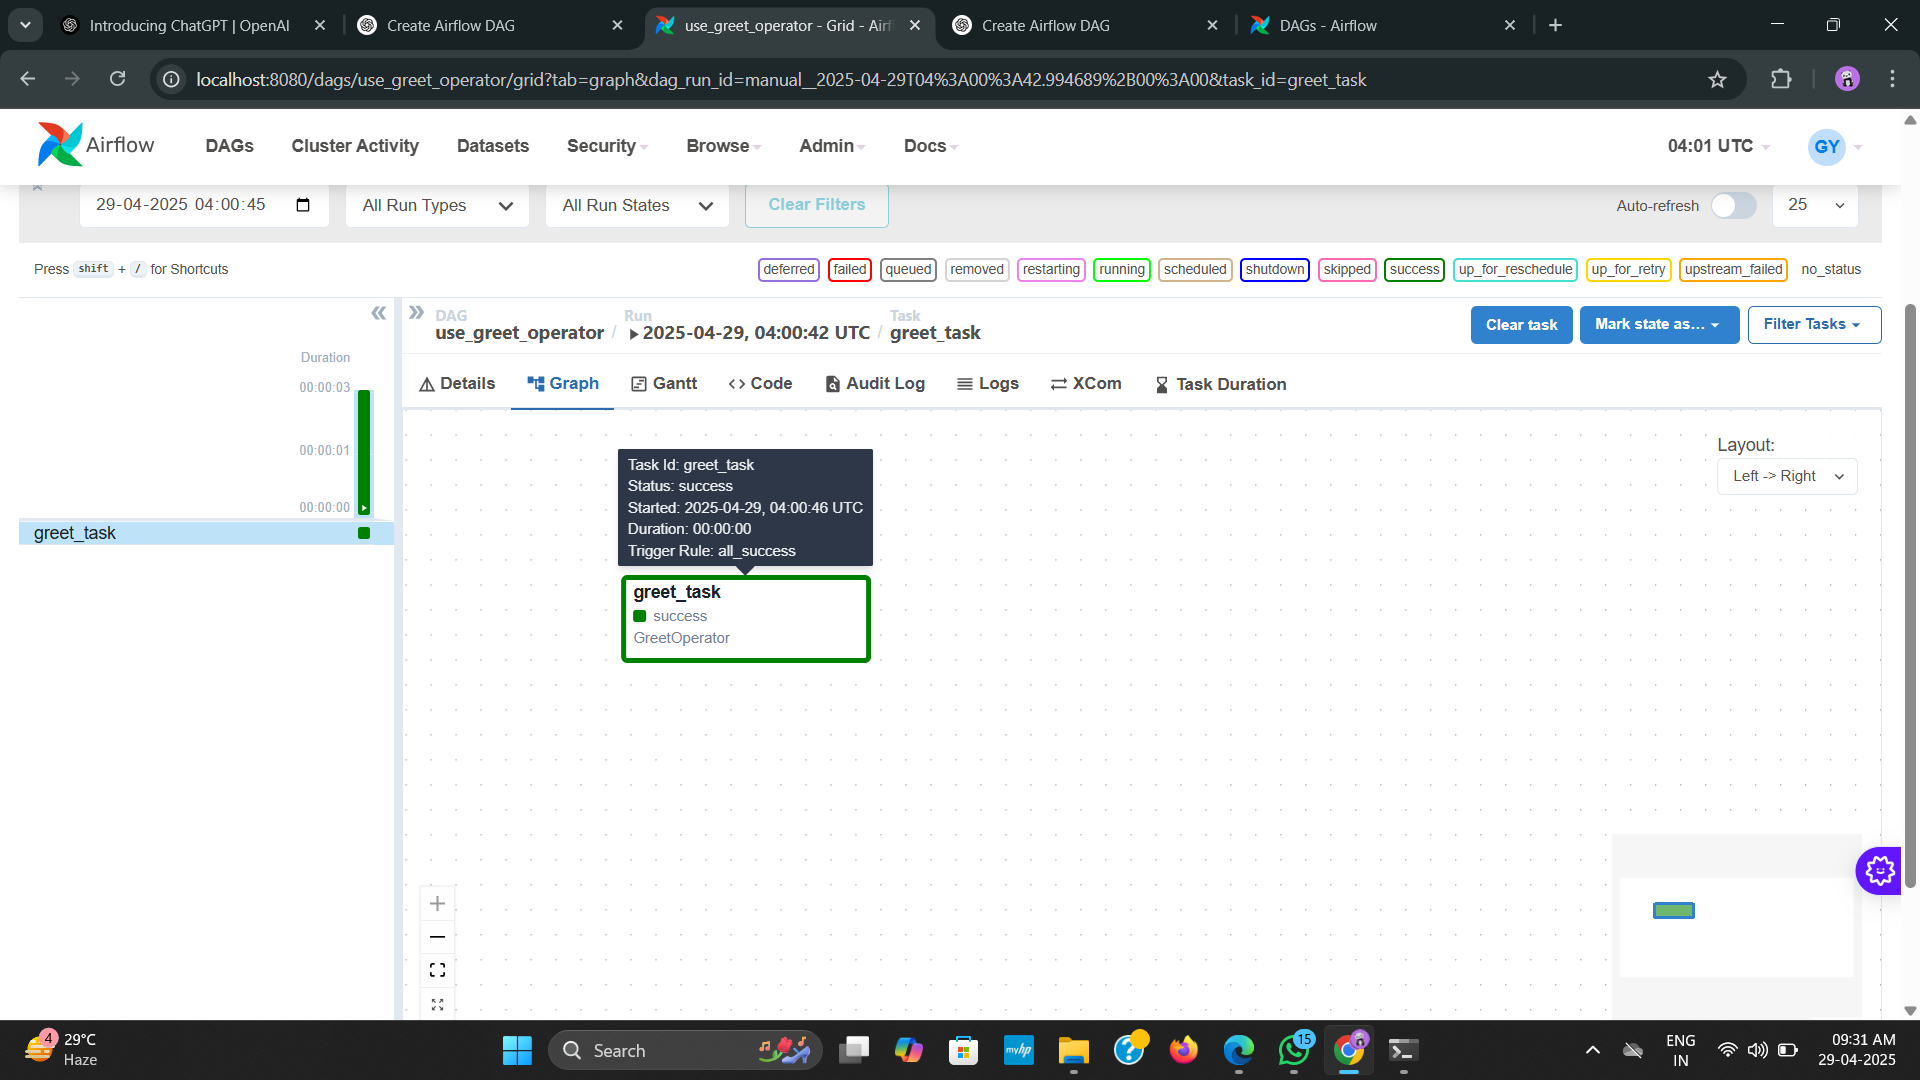 Introducing ChatGPT | OpenAI
Create Airflow DAG
use_greet_operator - Grid - Airf
Create Airflow DAG
DAGs - Airflow
localhost:8080/dags/use_greet_operator/grid?tab=graph&dag_run_id=manual__2025-04-29T04%3A00%3A42.994689%2B00%3A00&task_id=greet_task
Airflow
DAGs
Cluster Activity
Datasets
Security
Browse
Admin
Docs
04:01 UTC
GY
29-04-2025 04:00:45
All Run Types
All Run States
Clear Filters
Auto-refresh
25
Press shift + / for Shortcuts
deferred
failed
queued
removed
restarting
running
scheduled
shutdown
skipped
success
up_for_reschedule
up_for_retry
upstream_failed
no_status
DAG
use_greet_operator /
Run
2025-04-29, 04:00:42 UTC /
Task
greet_task
Clear task
Mark state as...
Filter Tasks
Duration
00:00:03
00:00:01
00:00:00
greet_task
Details
Graph
Gantt
Code
Audit Log
Logs
XCom
Task Duration
Layout:
Left -> Right
Task Id: greet_task
Status: success
Started: 2025-04-29, 04:00:46 UTC
Duration: 00:00:00
Trigger Rule: all_success
greet_task
success
GreetOperator
4
29°C
Haze
Search
myhp
15
ENG
IN
09:31 AM
29-04-2025